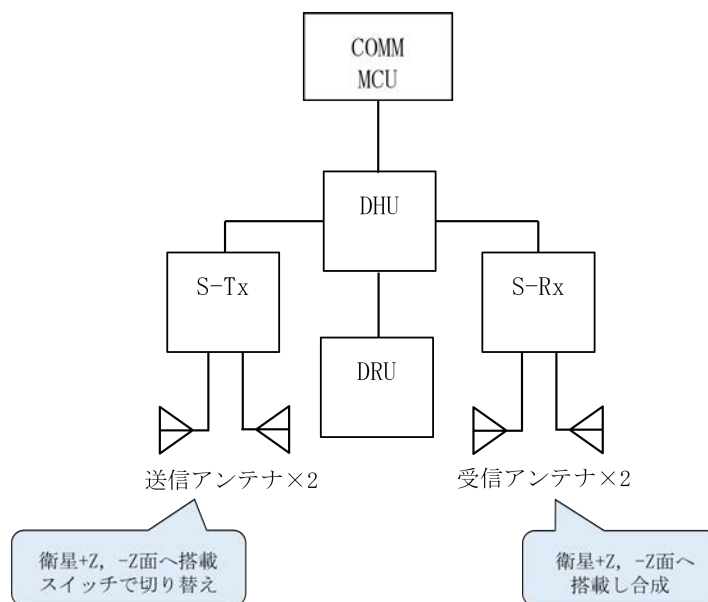 COMM
MCU
DHU
S-Tx
S-Rx
DRU
送信アンテナ×2
受信アンテナ×2
衛星+Z, -Z面へ搭載
スイッチで切り替え
衛星+Z, -Z面へ
搭載し合成